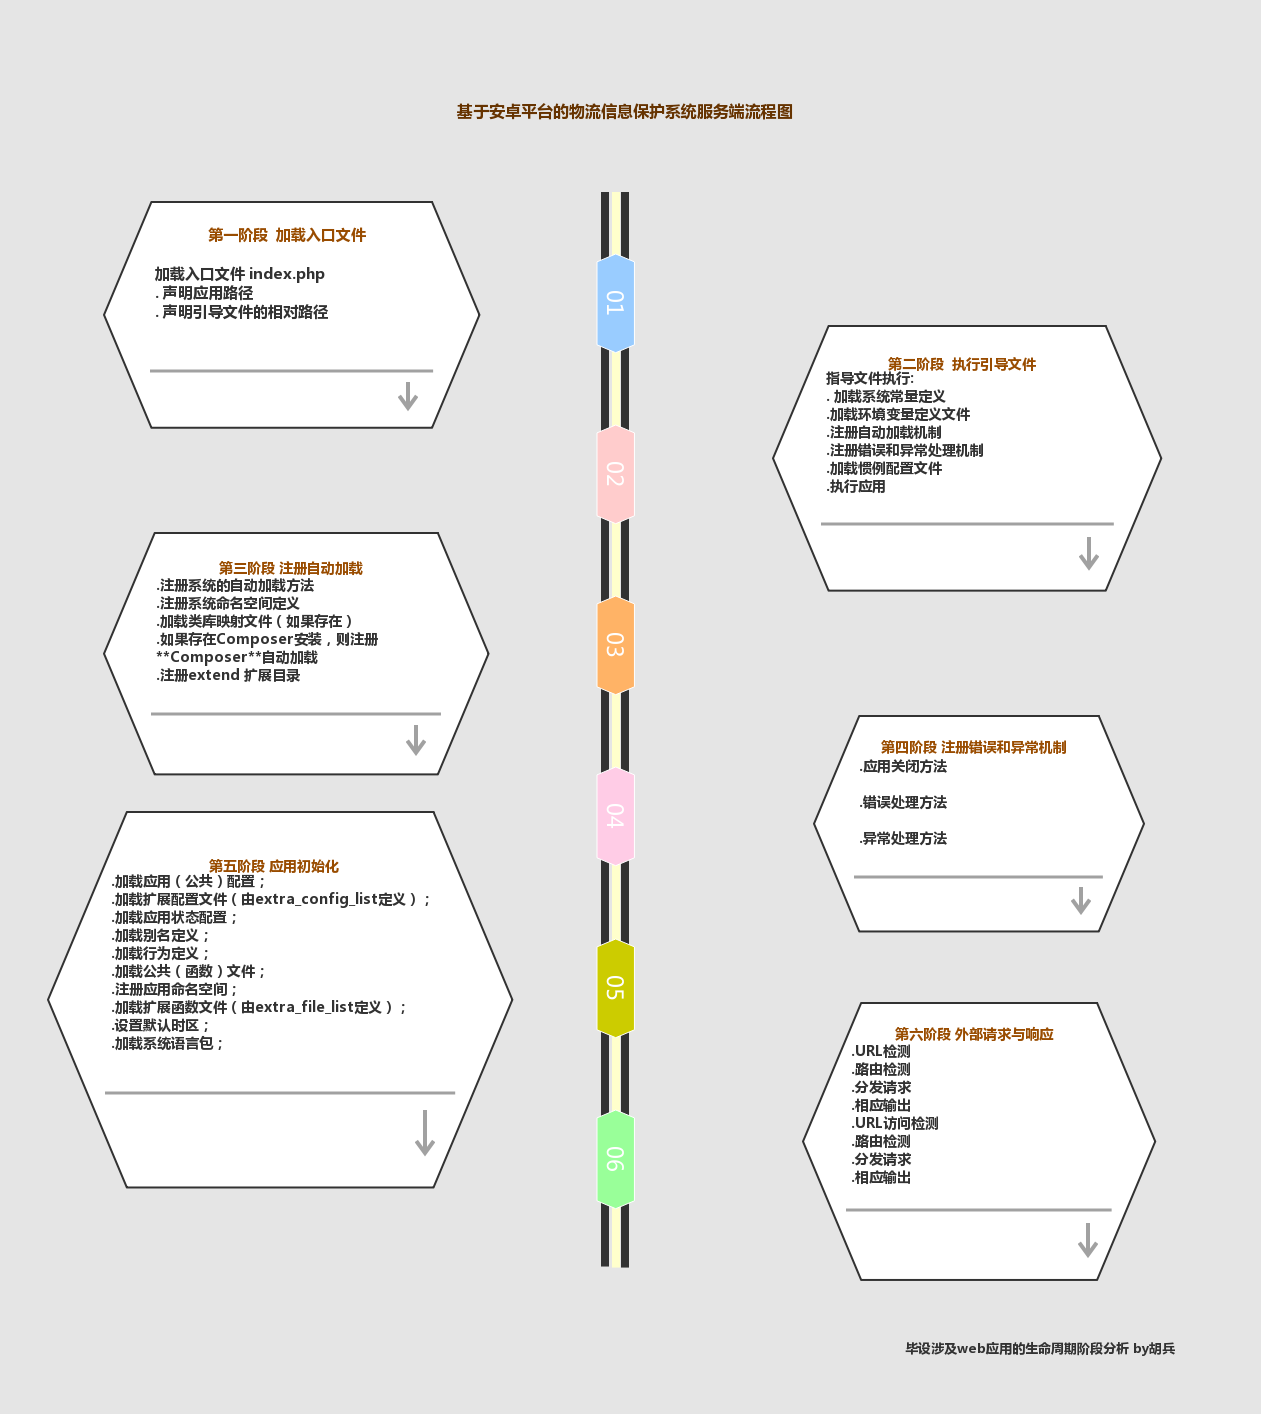 基于安卓平台的物流信息保护系统服务端流程图
第一阶段  加载入口文件
加载入口文件 index.php
. 声明应用路径
. 声明引导文件的相对路径
01
第二阶段  执行引导文件
指导文件执行:
. 加载系统常量定义
.加载环境变量定义文件
.注册自动加载机制
.注册错误和异常处理机制
.加载惯例配置文件
.执行应用
02
第三阶段 注册自动加载
.注册系统的自动加载方法
.注册系统命名空间定义
.加载类库映射文件（如果存在）
.如果存在Composer安装，则注册
**Composer**自动加载
.注册extend 扩展目录
03
第四阶段 注册错误和异常机制
.应用关闭方法
.错误处理方法
.异常处理方法
04
第五阶段 应用初始化
.加载应用（公共）配置；
.加载扩展配置文件（由extra_config_list定义）；
.加载应用状态配置；
.加载别名定义；
.加载行为定义；
.加载公共（函数）文件；
.注册应用命名空间；
.加载扩展函数文件（由extra_file_list定义）；
.设置默认时区；
.加载系统语言包；
05
第六阶段 外部请求与响应
.URL检测
.路由检测
.分发请求
.相应输出
.URL访问检测
.路由检测
.分发请求
.相应输出
06
毕设涉及web应用的生命周期阶段分析 by胡兵